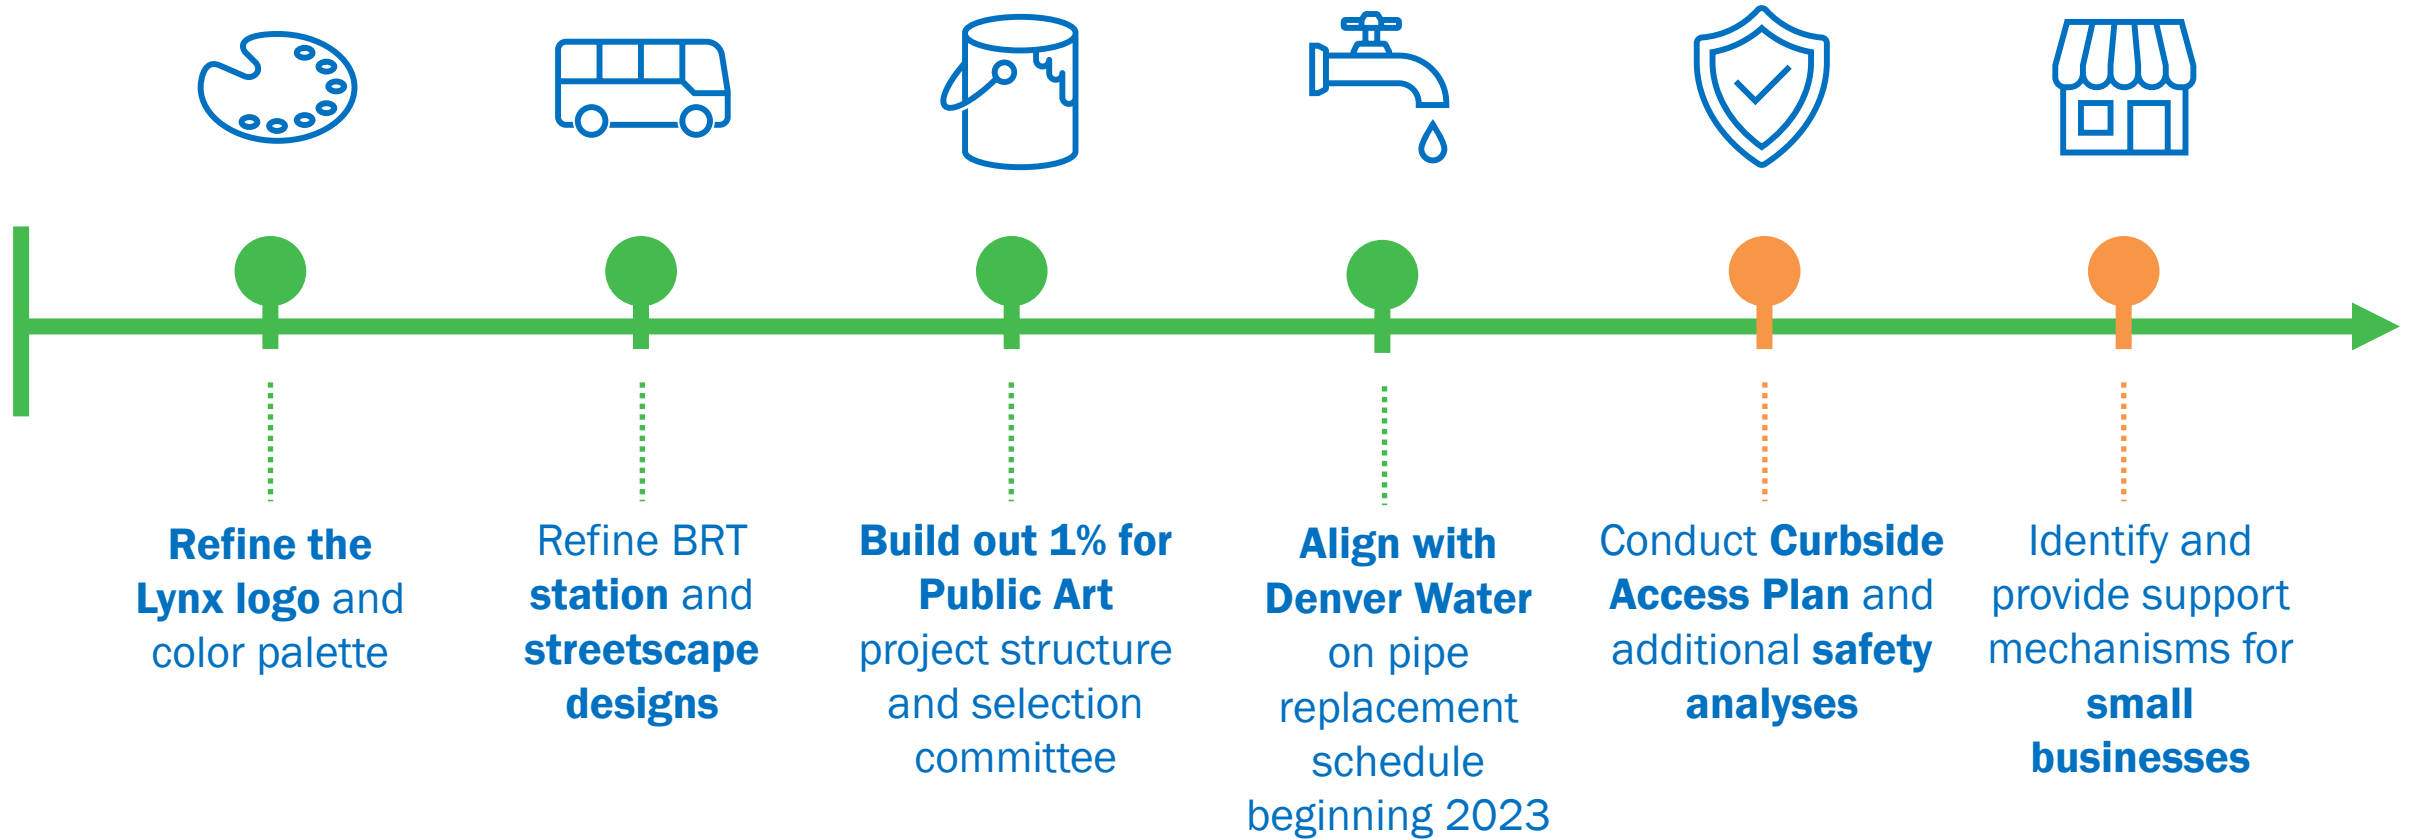 Refine the
Lynx logo and
color palette
Refine BRT
station and
streetscape
designs
Build out 1% for
Public Art
project structure
and selection
committee
Align with
Denver Water
on pipe
replacement
schedule
beginning 2023
Conduct Curbside
Access Plan and
additional safety
analyses
Identify and
provide support
mechanisms for
small
businesses